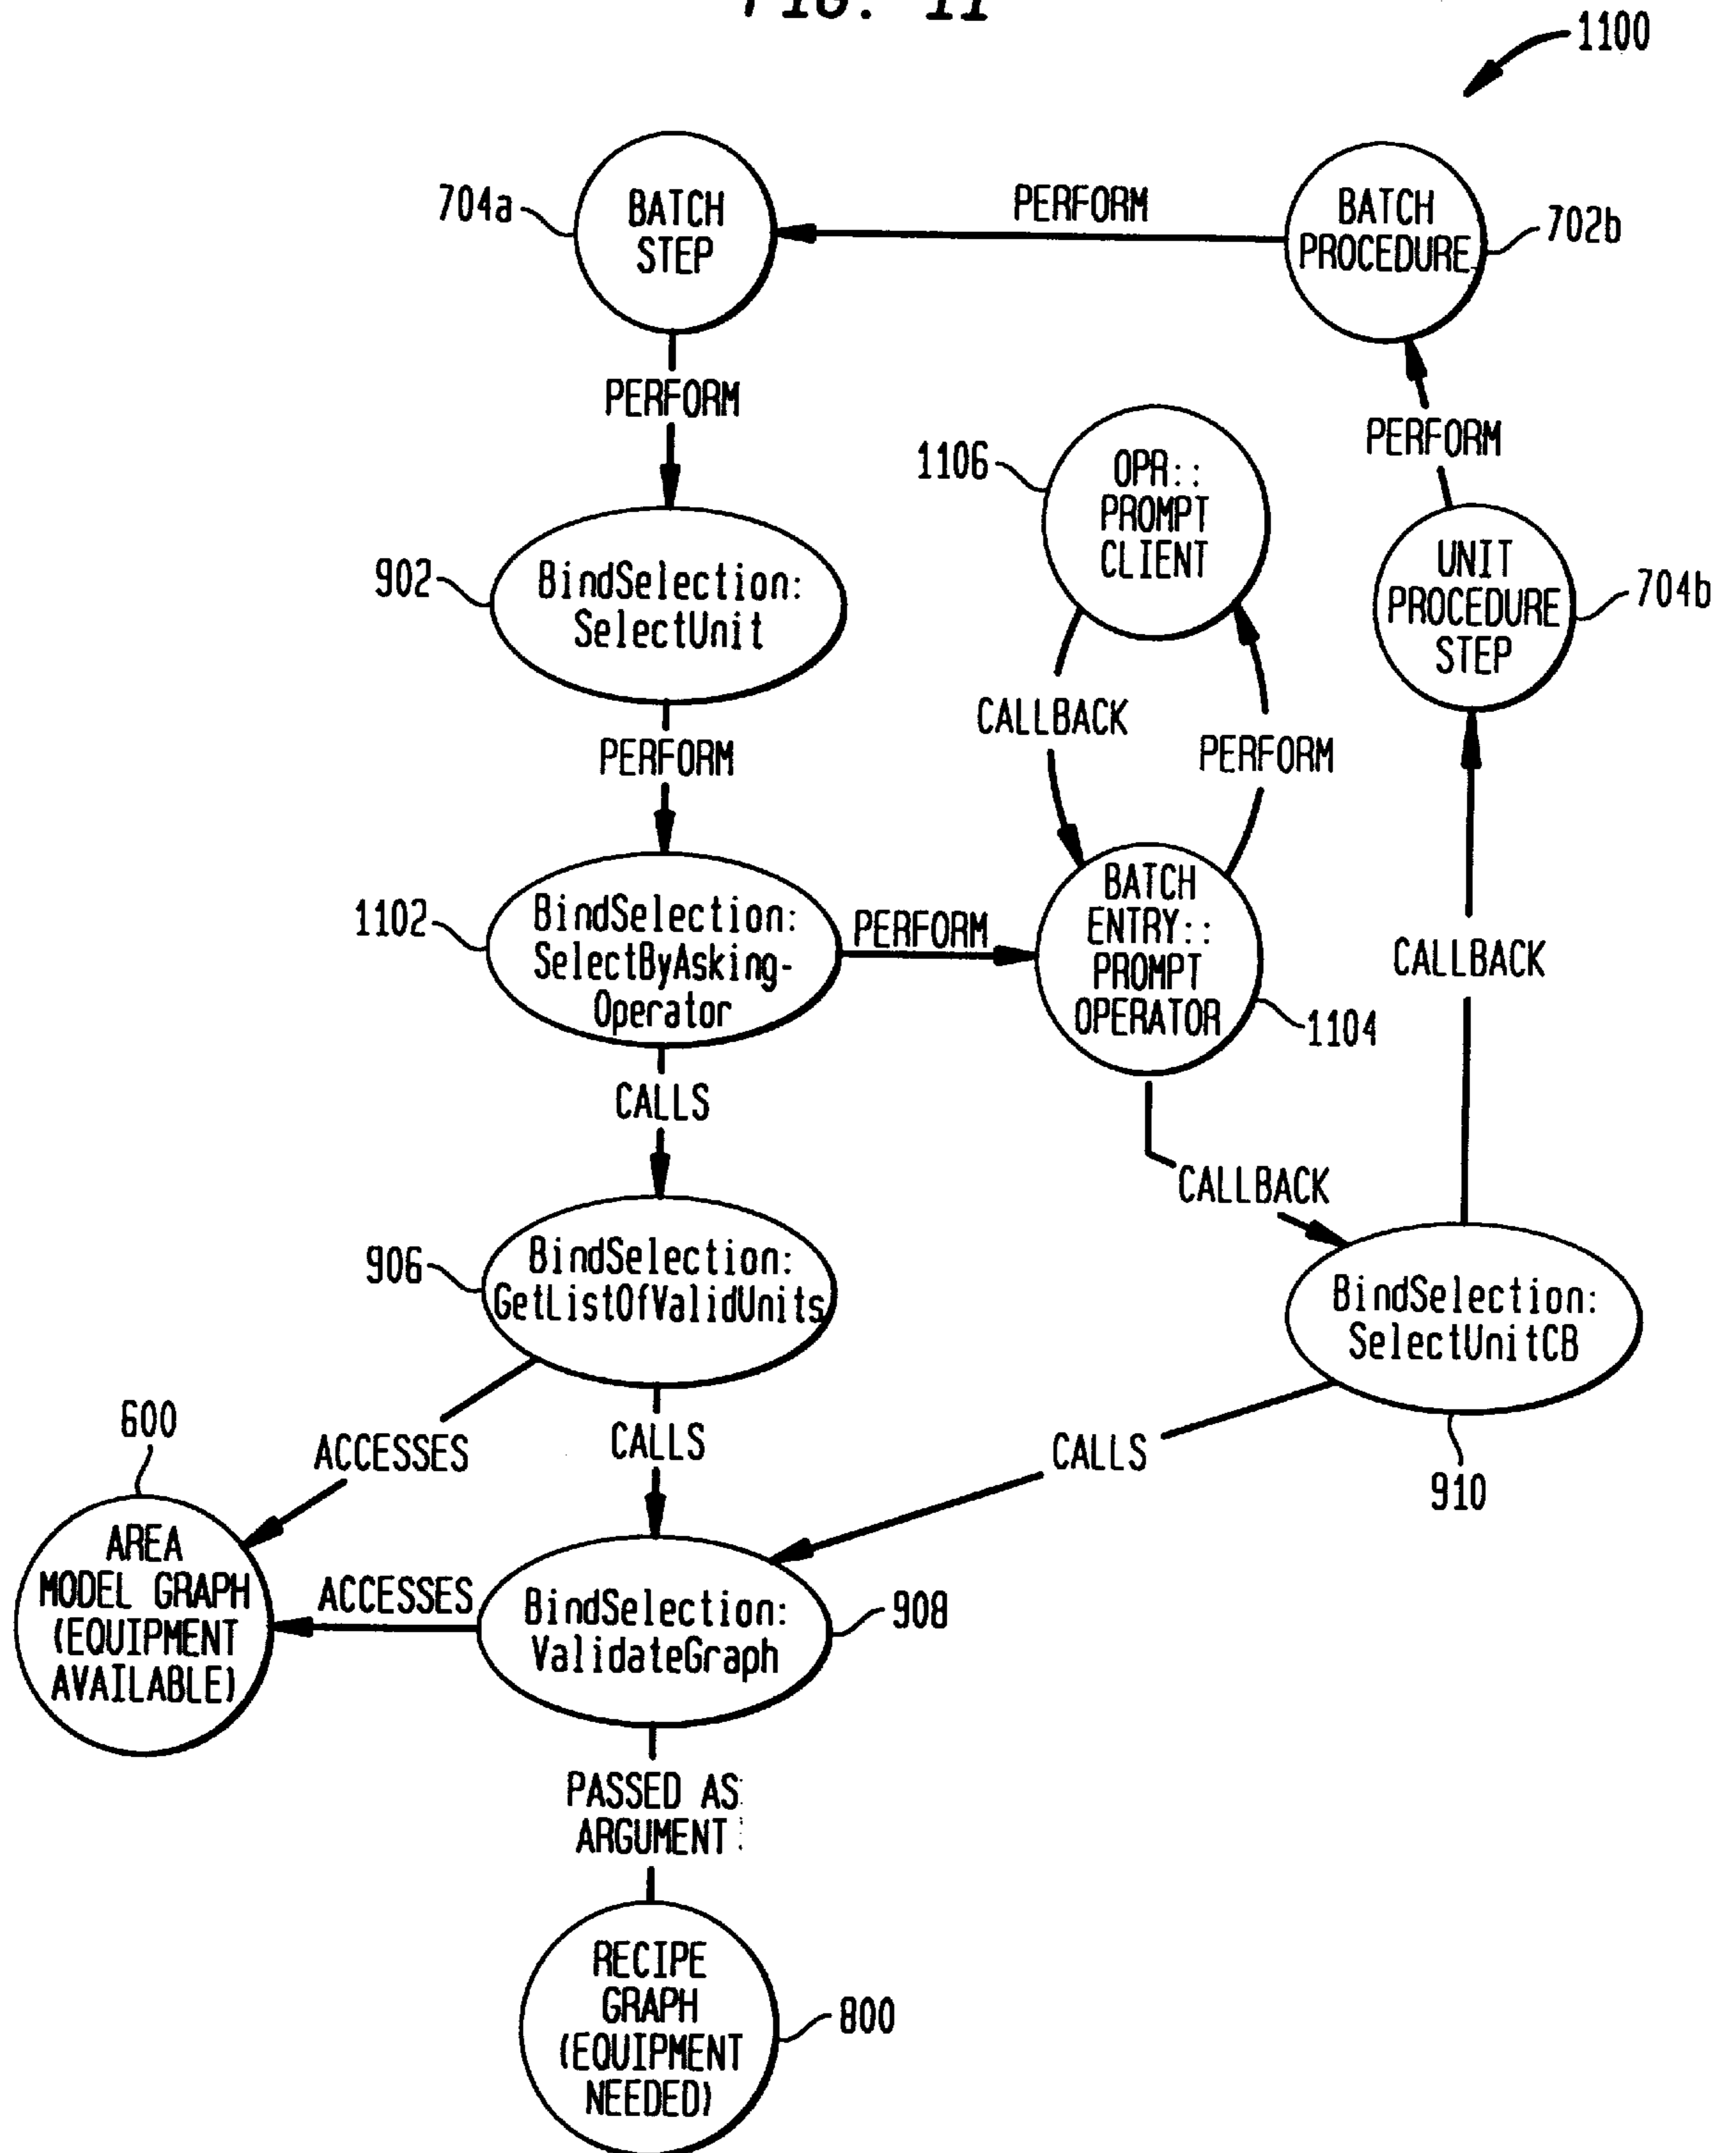 FIG. 11
1100
704a
BATCH
STEP
PERFORM
BATCH
PROCEDURE
702b
PERFORM
PERFORM
1106
OPR::
PROMPT
CLIENT
UNIT
PROCEDURE
STEP
704b
902
BindSelection:
SelectUnit
CALLBACK
PERFORM
PERFORM
1102
BindSelection:
SelectByAsking-
Operator
PERFORM
BATCH
ENTRY::
PROMPT
OPERATOR
1104
CALLBACK
CALLS
CALLBACK
906
BindSelection:
GetListOfValidUnits
BindSelection:
SelectUnitCB
910
600
ACCESSES
CALLS
CALLS
AREA
MODEL GRAPH
(EQUIPMENT
AVAILABLE)
ACCESSES
BindSelection:
ValidateGraph
908
PASSED AS
ARGUMENT
RECIPE
GRAPH
(EQUIPMENT
NEEDED)
800